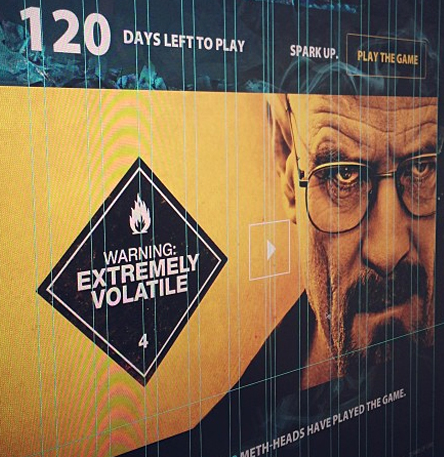 120 DAYS LEFT TO PLAY
SPARK UP.
PLAY THE GAME
WARNING:
EXTREMELY
VOLATILE
4
METH-HEADS HAVE PLAYED THE GAME.